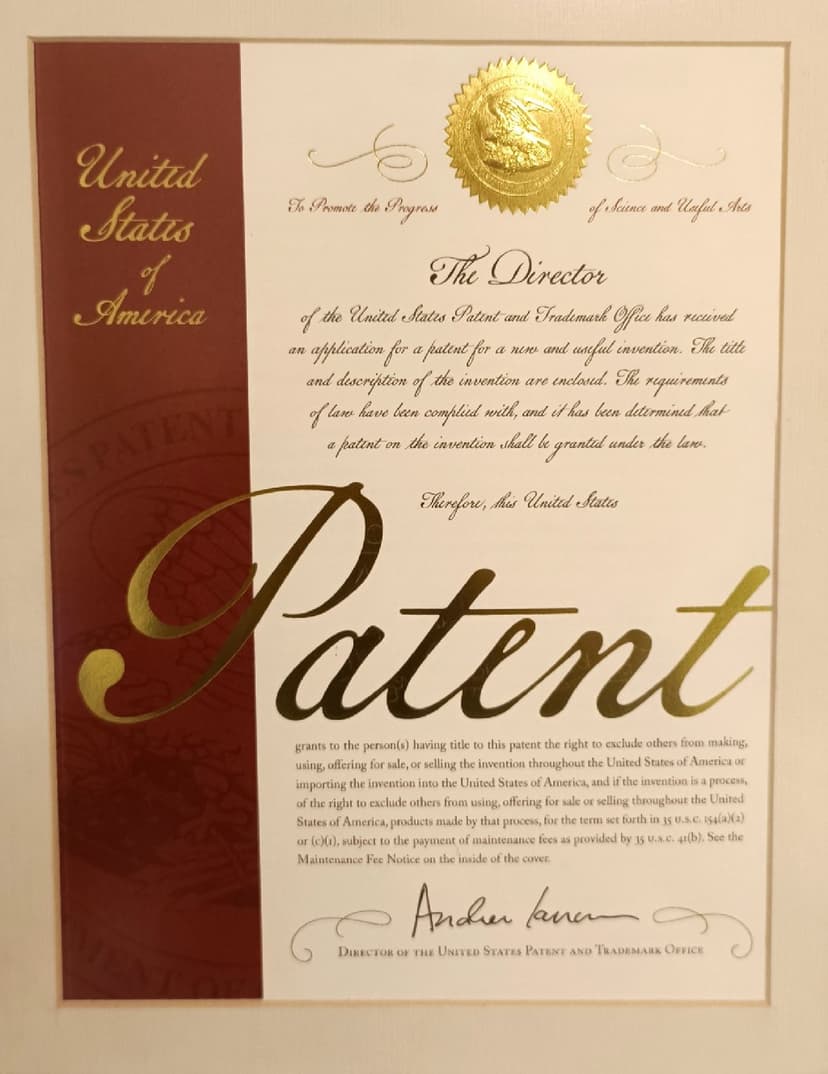 United
States
of
America
To Promote the Progress
of Science and Useful Arts
The Director
of the United States Patent and Trademark Office has received
an application for a patent for a new and useful invention. The title
and description of the invention are enclosed. The requirements
of law have been complied with, and it has been determined that
a patent on the invention shall be granted under the law.
Therefore, this United States
Patent
grants to the person(s) having title to this patent the right to exclude others from making,
using, offering for sale, or selling the invention throughout the United States of America or
importing the invention into the United States of America, and if the invention is a process,
of the right to exclude others from using, offering for sale or selling throughout the United
States of America, products made by that process, for the term set forth in 35 U.S.C. 154(a)(2)
or (c)(1), subject to the payment of maintenance fees as provided by 35 U.S.C. 41(b). See the
Maintenance Fee Notice on the inside of the cover.
Andrei Iancu
DIRECTOR OF THE UNITED STATES PATENT AND TRADEMARK OFFICE
S PATENT
MENT OF